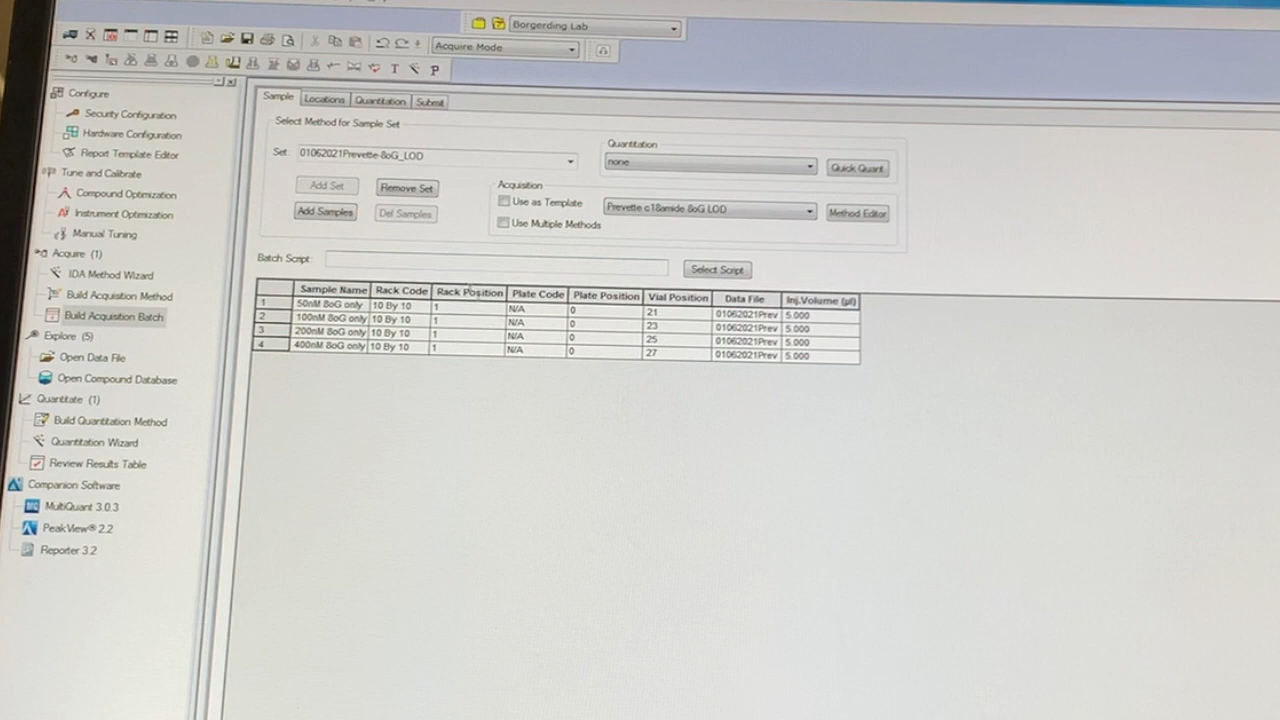 Borgerding Lab
Acquire Mode
T P
Configure
Security Configuration
Hardware Configuration
Report Template Editor
Tune and Calibrate
Compound Optimization
Instrument Optimization
Manual Tuning
Acquire (1)
IDA Method Wizard
Build Acquisition Method
Build Acquisition Batch
Explore (5)
Open Data File
Open Compound Database
Quantitate (1)
Build Quantitation Method
Quantitation Wizard
Review Results Table
Companion Software
MultiQuant 3.0.3
PeakView® 2.2
Reporter 3.2
Sample Locations Quantitation Submit
Select Method for Sample Set
Set: 01062021Prevette-8oG_LOD
Add Set Remove Set
Add Samples Del Samples
Quantitation
none Quick Quant
Acquisition
Use as Template Prevette c18amide 8oG LOD Method Editor
Use Multiple Methods
Batch Script: Select Script
Sample Name Rack Code Rack Position Plate Code Plate Position Vial Position Data File Inj.Volume (µl)
1 50nM 8oG only 10 By 10 1 N/A 0 21 01062021Prev 5.000
2 100nM 8oG only 10 By 10 1 N/A 0 23 01062021Prev 5.000
3 200nM 8oG only 10 By 10 1 N/A 0 25 01062021Prev 5.000
4 400nM 8oG only 10 By 10 1 N/A 0 27 01062021Prev 5.000